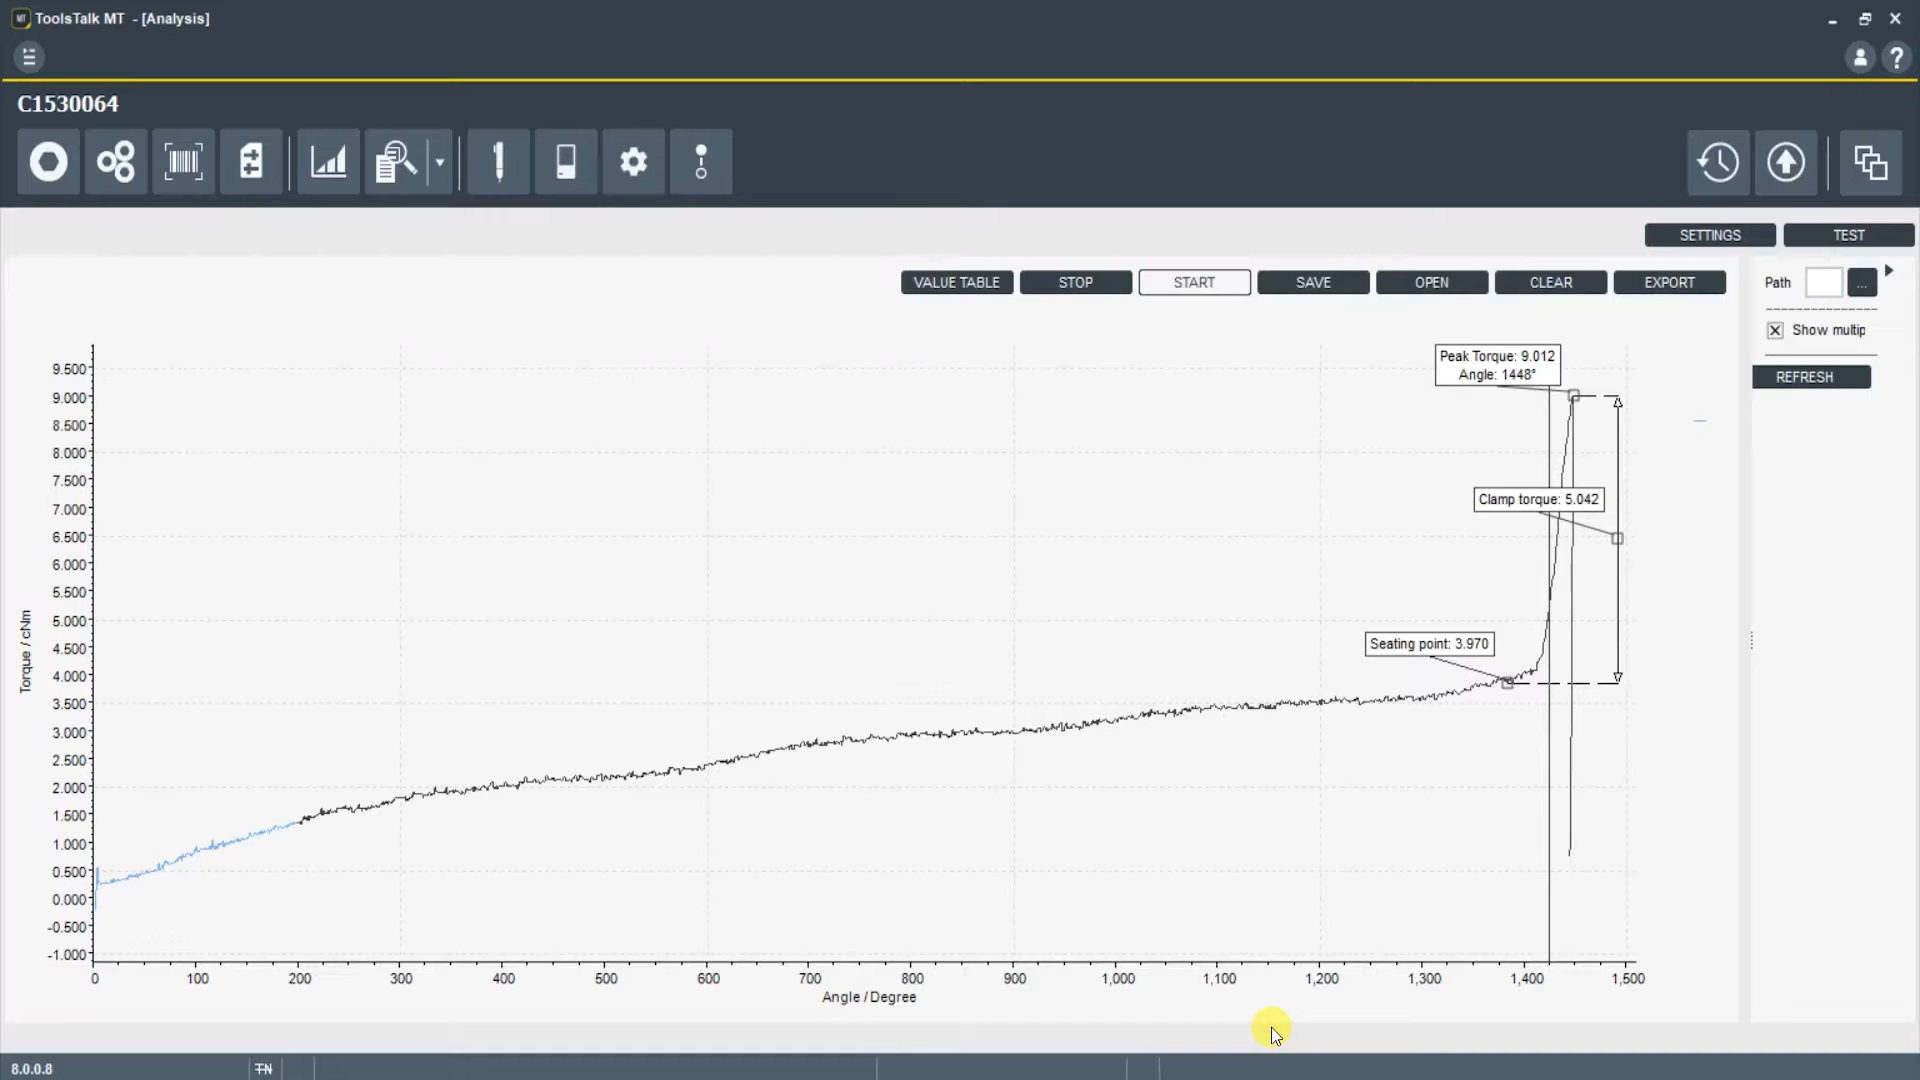 ToolsTalk MT - [Analysis]
C1530064
SETTINGS
TEST
VALUE TABLE
STOP
START
SAVE
OPEN
CLEAR
EXPORT
Path
...
Show multip
REFRESH
Peak Torque: 9.012
Angle: 1448°
Clamp torque: 5.042
Seating point: 3.970
9.500
9.000
8.500
8.000
7.500
7.000
6.500
6.000
5.500
5.000
4.500
4.000
3.500
3.000
2.500
2.000
1.500
1.000
0.500
0.000
-0.500
-1.000
Torque / cNm
0 100 200 300 400 500 600 700 800 900 1,000 1,100 1,200 1,300 1,400 1,500
Angle / Degree
8.0.0.8
TN